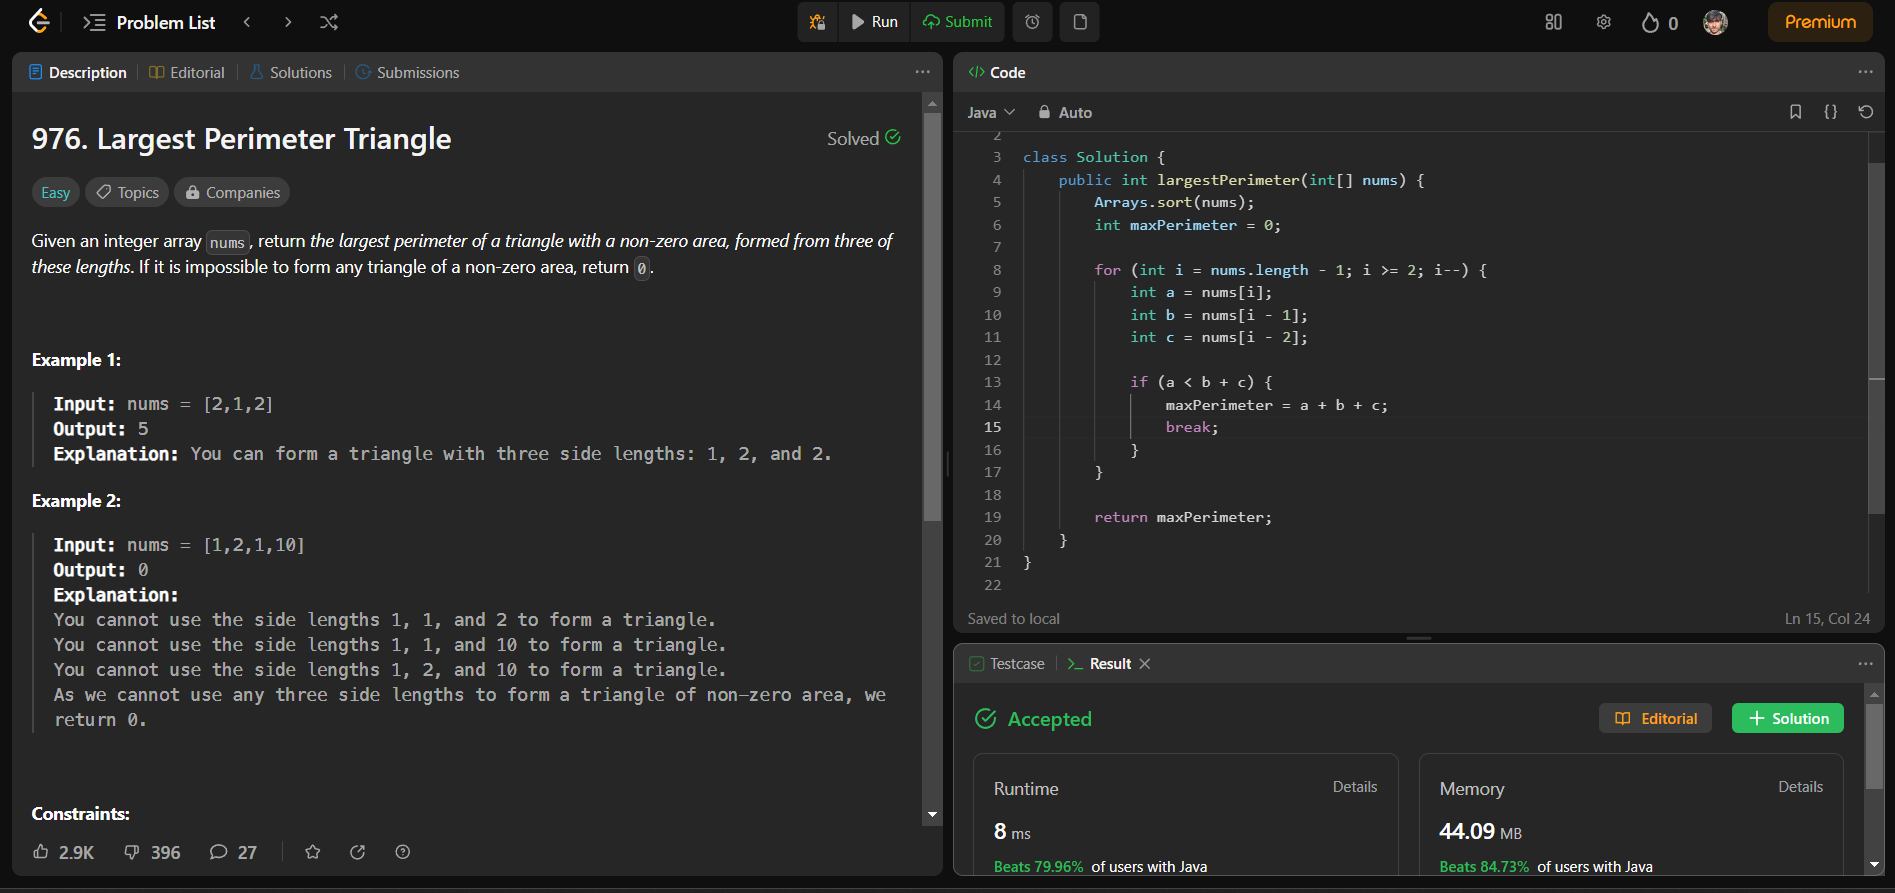 Problem List
Run
Submit
0
Premium
Description
Editorial
Solutions
Submissions
976. Largest Perimeter Triangle
Solved
Easy
Topics
Companies
Given an integer array nums, return the largest perimeter of a triangle with a non-zero area, formed from three of
these lengths. If it is impossible to form any triangle of a non-zero area, return 0.
Example 1:
Input: nums = [2,1,2]
Output: 5
Explanation: You can form a triangle with three side lengths: 1, 2, and 2.
Example 2:
Input: nums = [1,2,1,10]
Output: 0
Explanation:
You cannot use the side lengths 1, 1, and 2 to form a triangle.
You cannot use the side lengths 1, 1, and 10 to form a triangle.
You cannot use the side lengths 1, 2, and 10 to form a triangle.
As we cannot use any three side lengths to form a triangle of non-zero area, we
return 0.
Constraints:
2.9K
396
27
</> Code
Java
Auto
2
3 class Solution {
4 public int largestPerimeter(int[] nums) {
5 Arrays.sort(nums);
6 int maxPerimeter = 0;
7
8 for (int i = nums.length - 1; i >= 2; i--) {
9 int a = nums[i];
10 int b = nums[i - 1];
11 int c = nums[i - 2];
12
13 if (a < b + c) {
14 maxPerimeter = a + b + c;
15 break;
16 }
17 }
18
19 return maxPerimeter;
20 }
21 }
22
Saved to local
Ln 15, Col 24
Testcase
>_ Result
Accepted
Editorial
+ Solution
Runtime
Details
8 ms
Beats 79.96% of users with Java
Memory
Details
44.09 MB
Beats 84.73% of users with Java